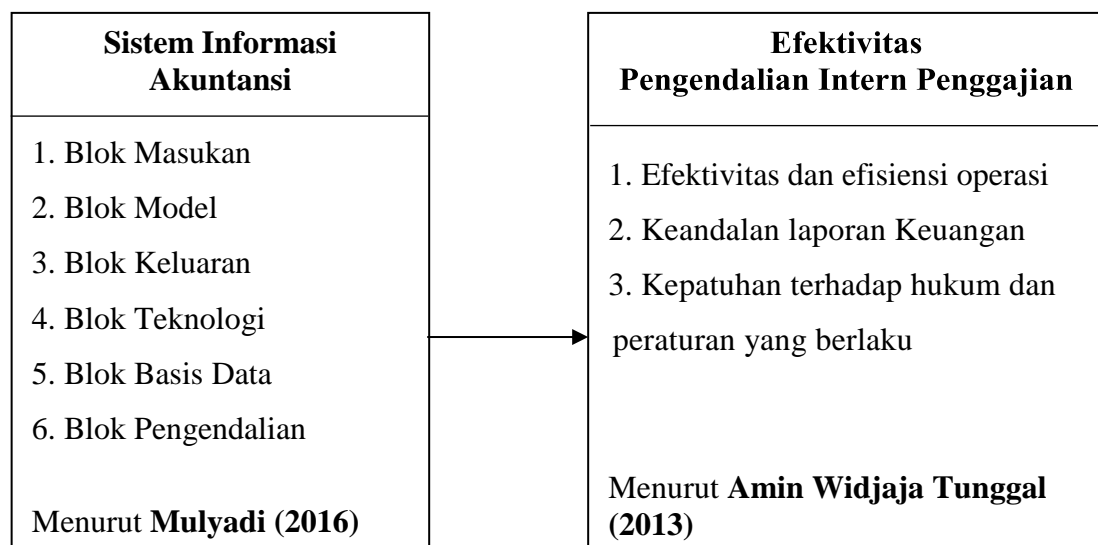 Sistem Informasi
Akuntansi
1. Blok Masukan
2. Blok Model
3. Blok Keluaran
4. Blok Teknologi
5. Blok Basis Data
6. Blok Pengendalian
Menurut Mulyadi (2016)
Efektivitas
Pengendalian Intern Penggajian
1. Efektivitas dan efisiensi operasi
2. Keandalan laporan Keuangan
3. Kepatuhan terhadap hukum dan
peraturan yang berlaku
Menurut Amin Widjaja Tunggal
(2013)